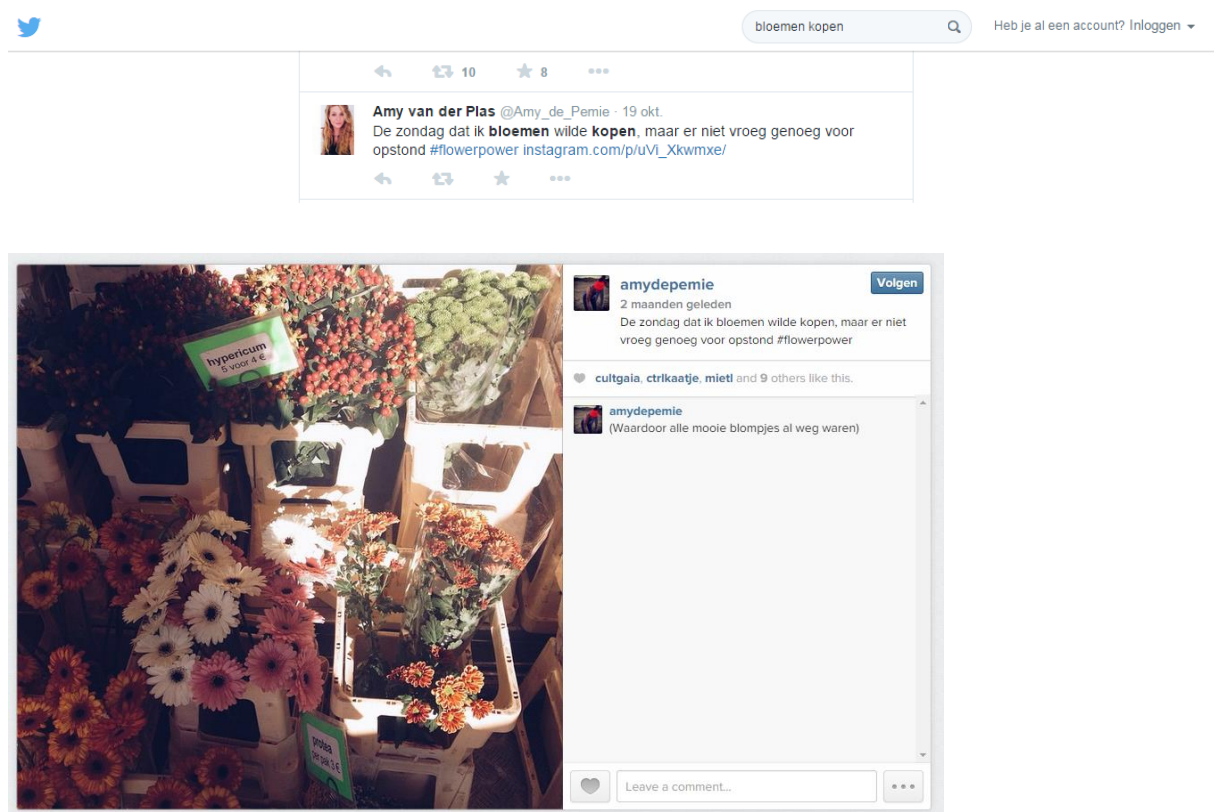 bloemen kopen
Heb je al een account? Inloggen
10 8
Amy van der Plas @Amy_de_Pemie · 19 okt.
De zondag dat ik bloemen wilde kopen, maar er niet vroeg genoeg voor
opstond #flowerpower instagram.com/p/uVi_Xkwmxe/
hypericum
5 voor 4 €
protea
per pak 3 €
amydepemie
Volgen
2 maanden geleden
De zondag dat ik bloemen wilde kopen, maar er niet
vroeg genoeg voor opstond #flowerpower
cultgaia, ctrlkaatje, mietl and 9 others like this.
amydepemie
(Waardoor alle mooie blompjes al weg waren)
Leave a comment...